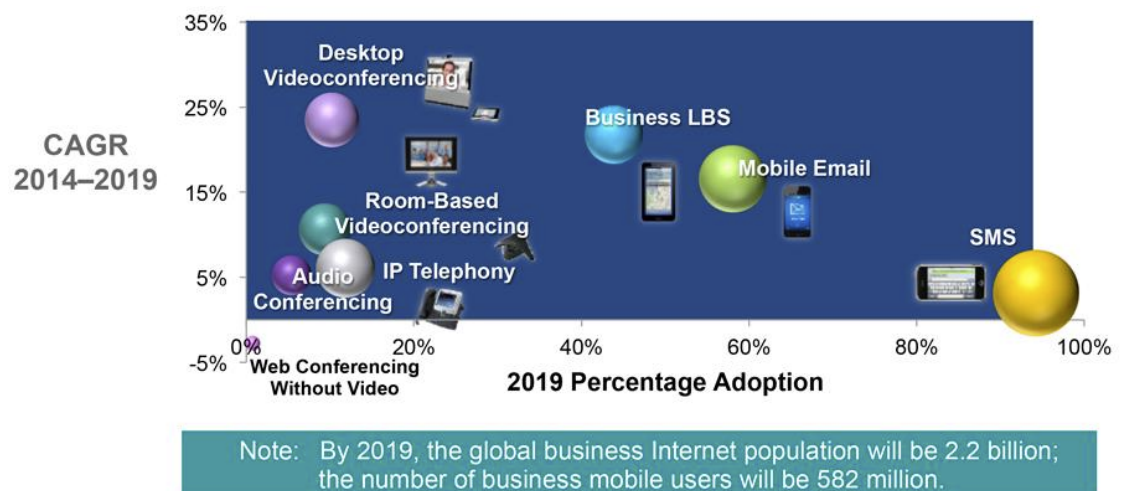 35%
25%
15%
5%
-5%
CAGR
2014–2019
Desktop
Videoconferencing
Business LBS
Mobile Email
Room-Based
Videoconferencing
SMS
IP Telephony
Audio
Conferencing
0%
20%
40%
60%
80%
100%
Web Conferencing
Without Video
2019 Percentage Adoption
Note: By 2019, the global business Internet population will be 2.2 billion;
the number of business mobile users will be 582 million.